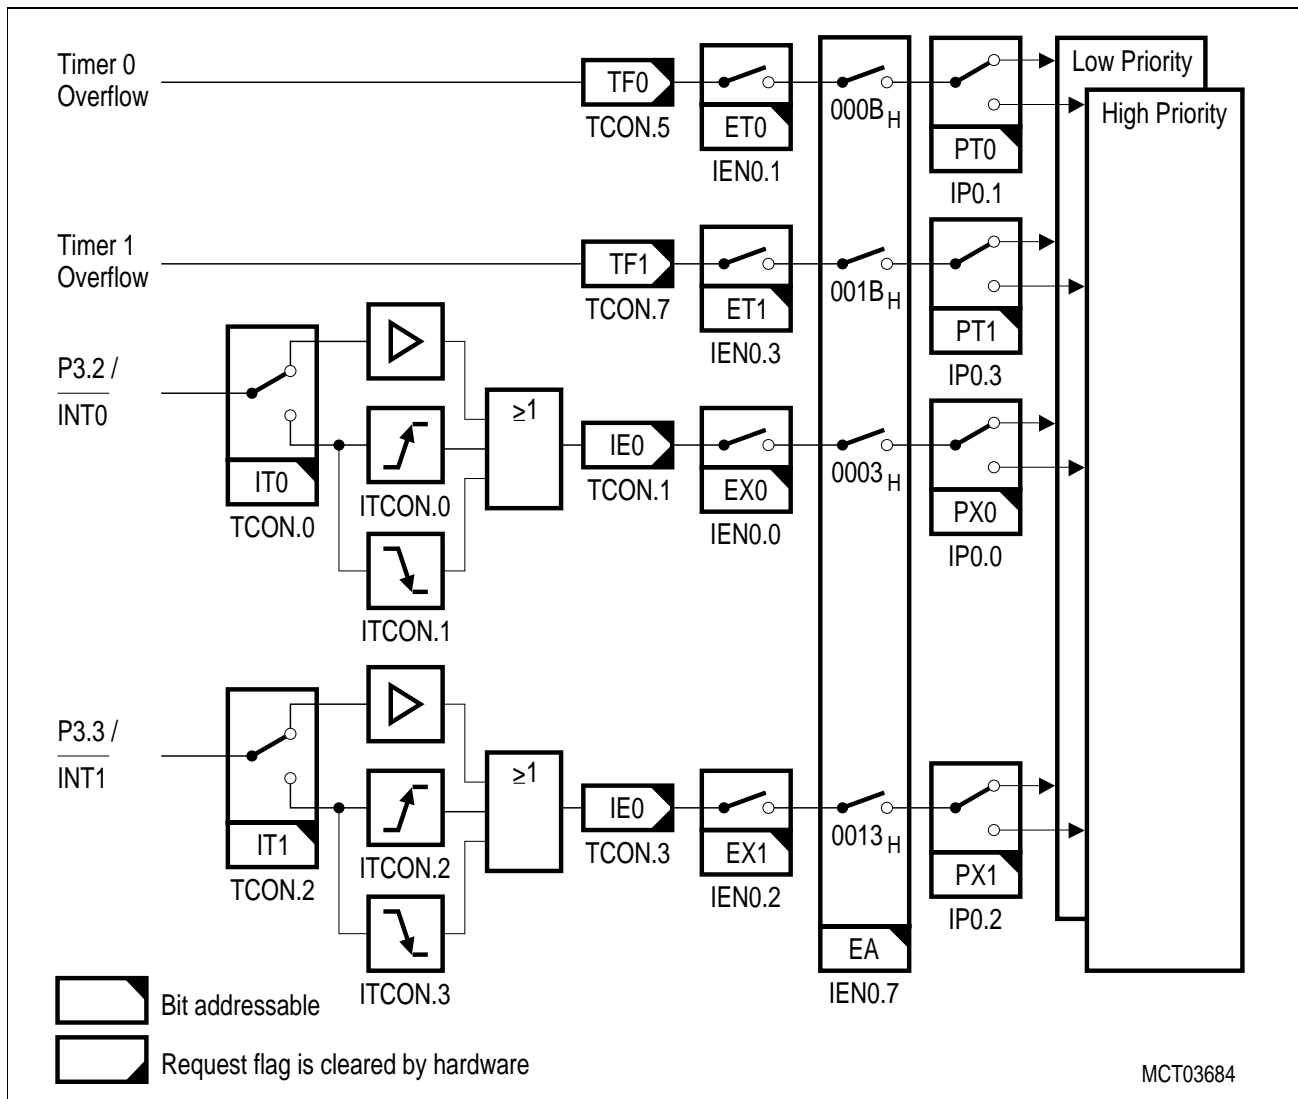 Timer 0
Overflow
TF0
TCON.5
ET0
IEN0.1
000B H
PT0
IP0.1
Low Priority
High Priority
Timer 1
Overflow
TF1
TCON.7
ET1
IEN0.3
001B H
PT1
IP0.3
P3.2 /
INT0
IT0
TCON.0
ITCON.0
ITCON.1
≥1
IE0
TCON.1
EX0
IEN0.0
0003 H
PX0
IP0.0
P3.3 /
INT1
IT1
TCON.2
ITCON.2
ITCON.3
≥1
IE0
TCON.3
EX1
IEN0.2
0013 H
PX1
IP0.2
EA
IEN0.7
Bit addressable
Request flag is cleared by hardware
MCT03684